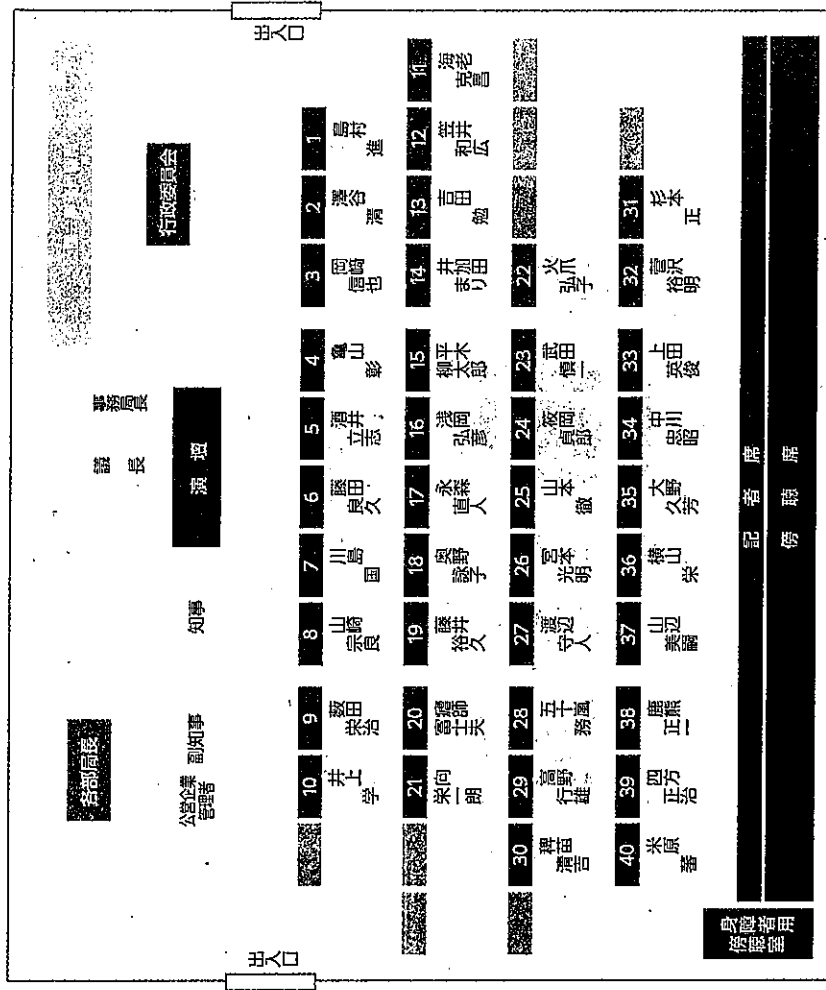 出入口
行政委員会
事務局長
議長
演壇
知事
副知事
公営企業
管理者
各部局長
出入口
1
島村
進
2
澤谷
清
3
岡﨑
信也
4
亀山
彰
5
酒井
立志
6
藤田
良久
7
川島
国
8
山﨑
宗良
9
薮田
栄治
10
井上
学
11
海老
克昌
12
笠井
和広
13
吉田
勉
14
井加田
まり
15
平木
柳太郎
16
浅岡
弘彦
17
永森
直人
18
奥野
詠子
19
藤井
裕久
20
瘧師
富士夫
21
向
栄一朗
22
火爪
弘子
23
武田
慎一
24
筱岡
貞郎
25
山本
徹
26
宮本
光明
27
渡辺
守人
28
五十嵐
務
29
高野
行雄
30
稗苗
清吉
31
杉本
正
32
菅沢
裕明
33
上田
英俊
34
中川
忠昭
35
大野
久芳
36
横山
栄
37
山辺
美嗣
38
鹿熊
正一
39
四方
正治
40
米原
蕃
記者席
傍聴席
身障者用
傍聴室